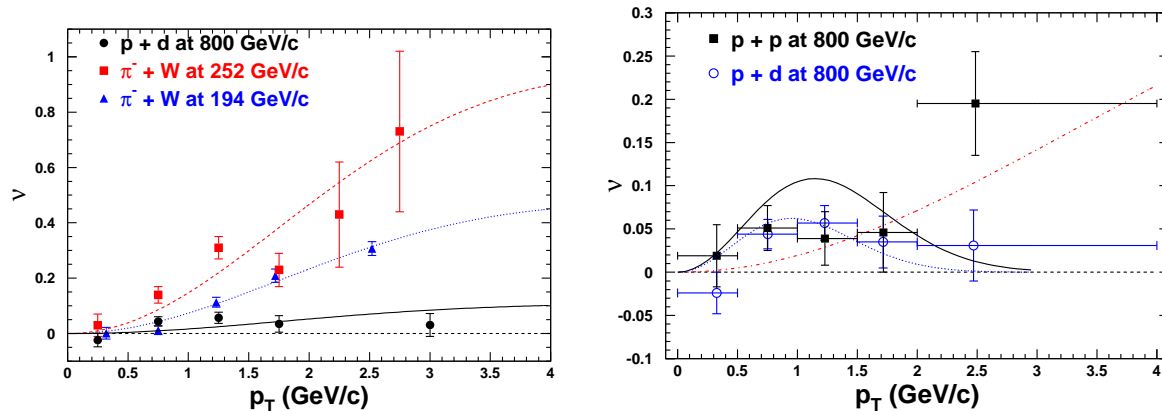 p + d at 800 GeV/c
π⁻ + W at 252 GeV/c
π⁻ + W at 194 GeV/c
1
0.8
0.6
0.4
0.2
0
ν
0 0.5 1 1.5 2 2.5 3 3.5 4
p_T (GeV/c)
p + p at 800 GeV/c
p + d at 800 GeV/c
0.3
0.25
0.2
0.15
0.1
0.05
0
-0.05
-0.1
ν
0 0.5 1 1.5 2 2.5 3 3.5 4
p_T (GeV/c)